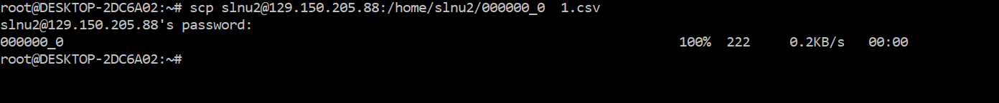 root@DESKTOP-2DC6A02:~# scp slnu2@129.150.205.88:/home/slnu2/000000_0  1.csv
slnu2@129.150.205.88's password:
000000_0 100% 222 0.2KB/s 00:00
root@DESKTOP-2DC6A02:~#